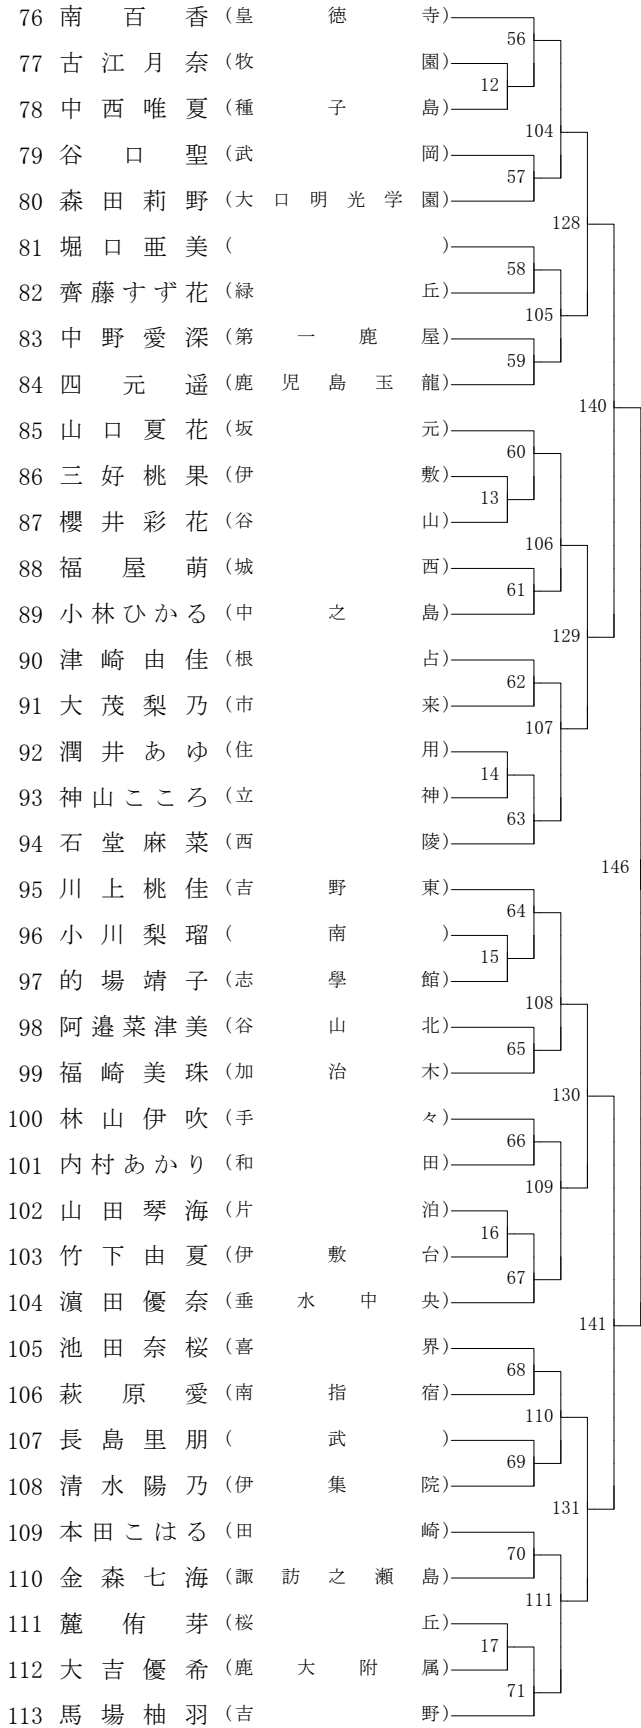 76 南百香 (皇徳寺)
56
77 古江月奈 (牧園)
12
78 中西唯夏 (種子島)
104
79 谷口聖 (武岡)
57
80 森田莉野 (大口明光学園)
128
81 堀口亜美 ( )
58
82 齊藤すず花 (緑丘)
105
83 中野愛深 (第一鹿屋)
59
84 四元遥 (鹿児島玉龍)
140
85 山口夏花 (坂元)
60
86 三好桃果 (伊敷)
13
87 櫻井彩花 (谷山)
106
88 福屋萌 (城西)
61
89 小林ひかる (中之島)
129
90 津崎由佳 (根占)
62
91 大茂梨乃 (市来)
107
92 潤井あゆ (住用)
14
93 神山こころ (立神)
63
94 石堂麻菜 (西陵)
146
95 川上桃佳 (吉野東)
64
96 小川梨瑠 (南)
15
97 的場靖子 (志學館)
108
98 阿邉菜津美 (谷山北)
65
99 福崎美珠 (加治木)
130
100 林山伊吹 (手々)
66
101 内村あかり (和田)
109
102 山田琴海 (片泊)
16
103 竹下由夏 (伊敷台)
67
104 濵田優奈 (垂水中央)
141
105 池田奈桜 (喜界)
68
106 萩原愛 (南指宿)
110
107 長島里朋 (武)
69
108 清水陽乃 (伊集院)
131
109 本田こはる (田崎)
70
110 金森七海 (諏訪之瀬島)
111
111 麓侑芽 (桜丘)
17
112 大吉優希 (鹿大附属)
71
113 馬場柚羽 (吉野)